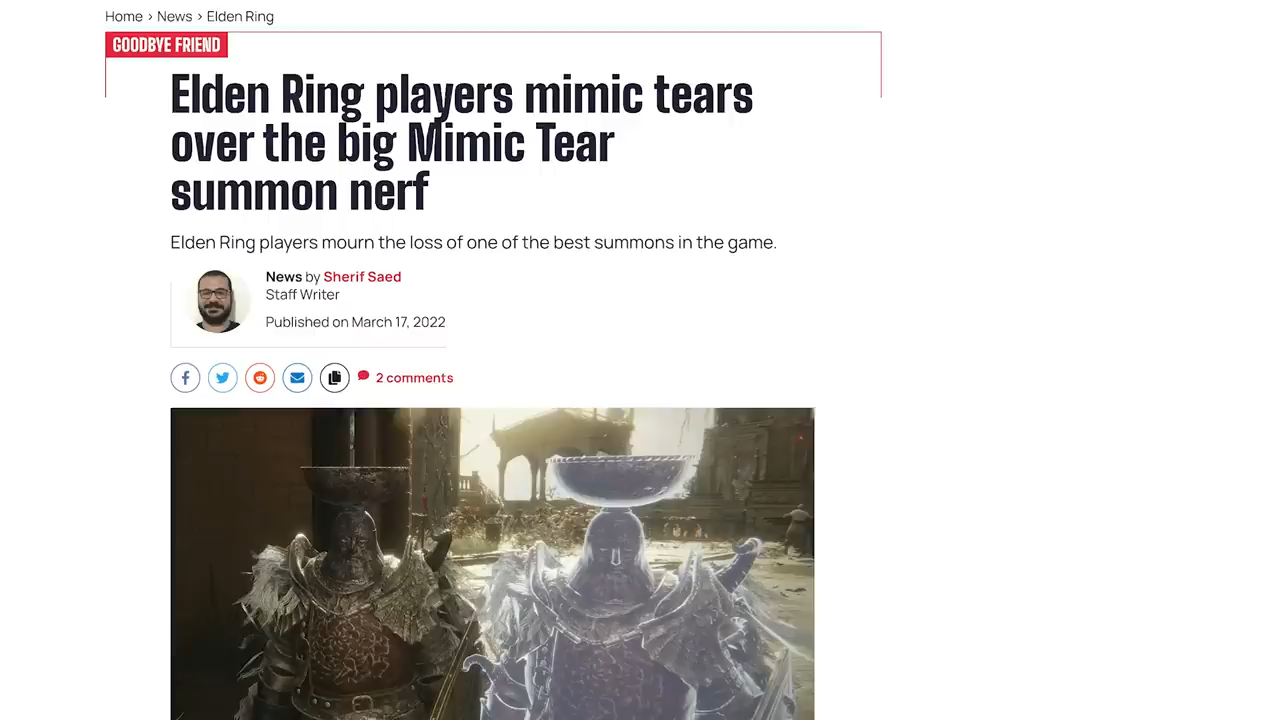 Home > News > Elden Ring
GOODBYE FRIEND
Elden Ring players mimic tears
over the big Mimic Tear
summon nerf
Elden Ring players mourn the loss of one of the best summons in the game.
News by Sherif Saed
Staff Writer
Published on March 17, 2022
2 comments